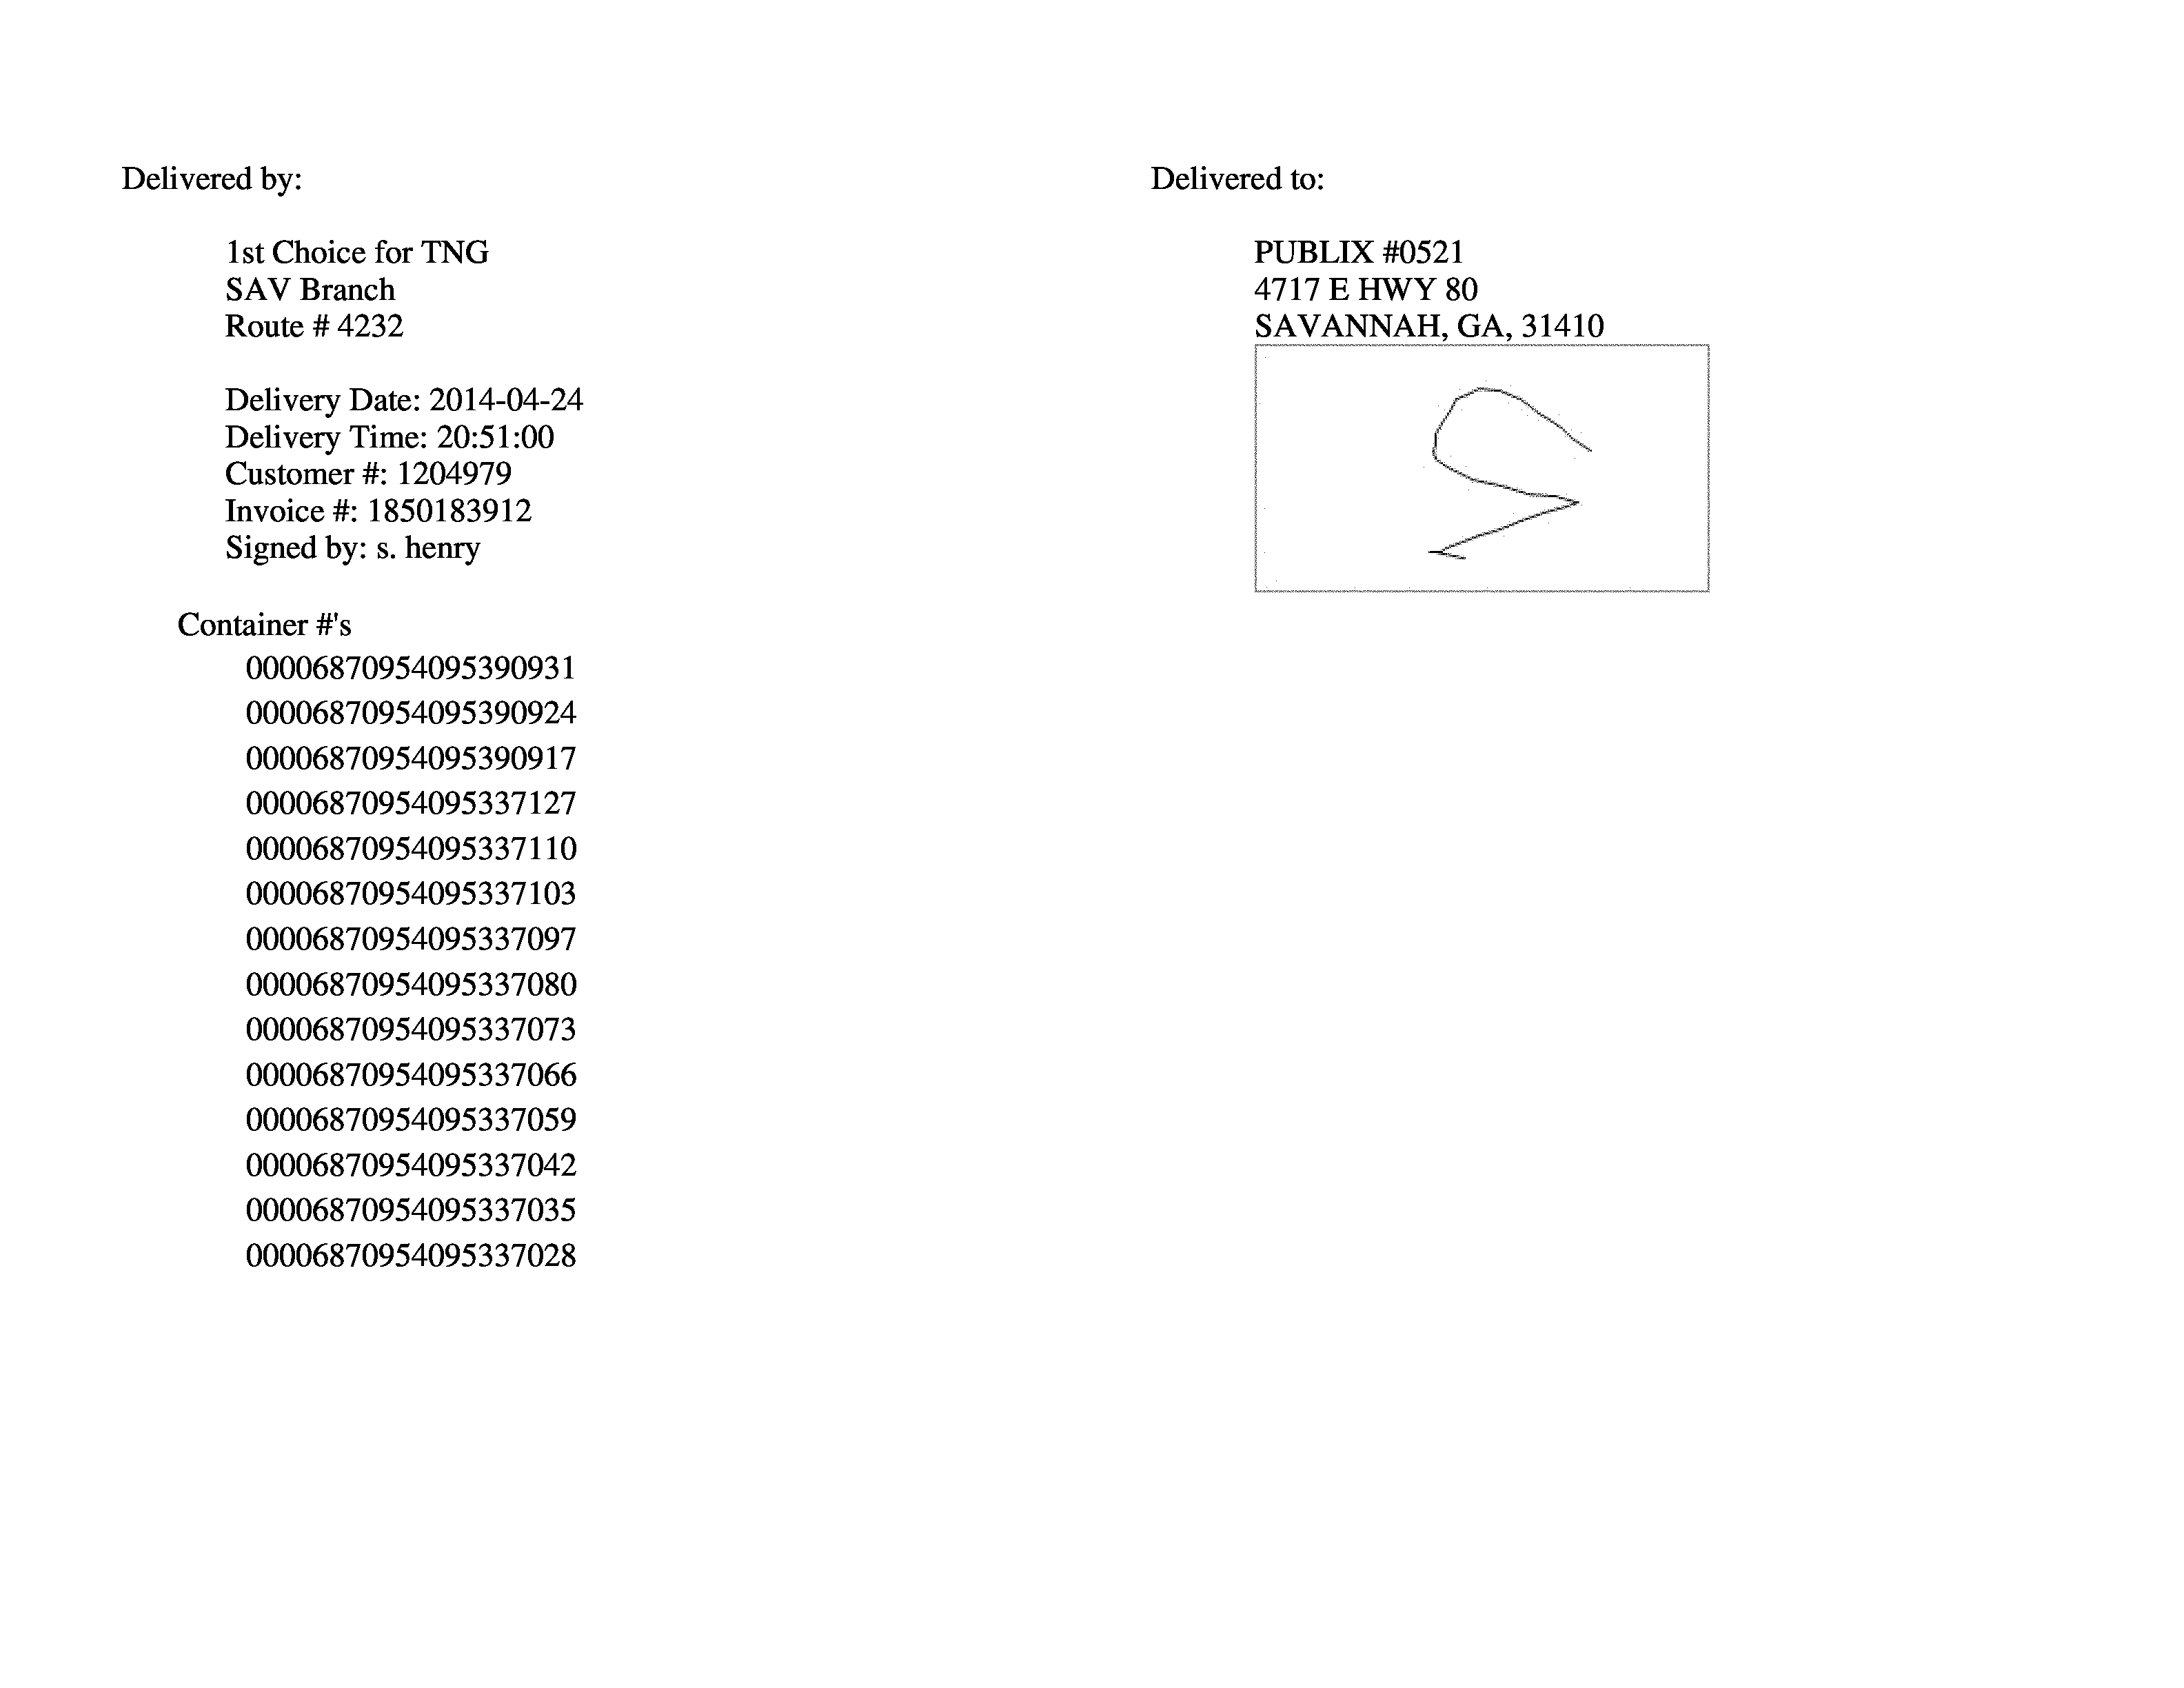 Delivered by:
1st Choice for TNG
SAV Branch
Route # 4232
Delivery Date: 2014-04-24
Delivery Time: 20:51:00
Customer #: 1204979
Invoice #: 1850183912
Signed by: s. henry
Container #'s
00006870954095390931
00006870954095390924
00006870954095390917
00006870954095337127
00006870954095337110
00006870954095337103
00006870954095337097
00006870954095337080
00006870954095337073
00006870954095337066
00006870954095337059
00006870954095337042
00006870954095337035
00006870954095337028
Delivered to:
PUBLIX #0521
4717 E HWY 80
SAVANNAH, GA, 31410